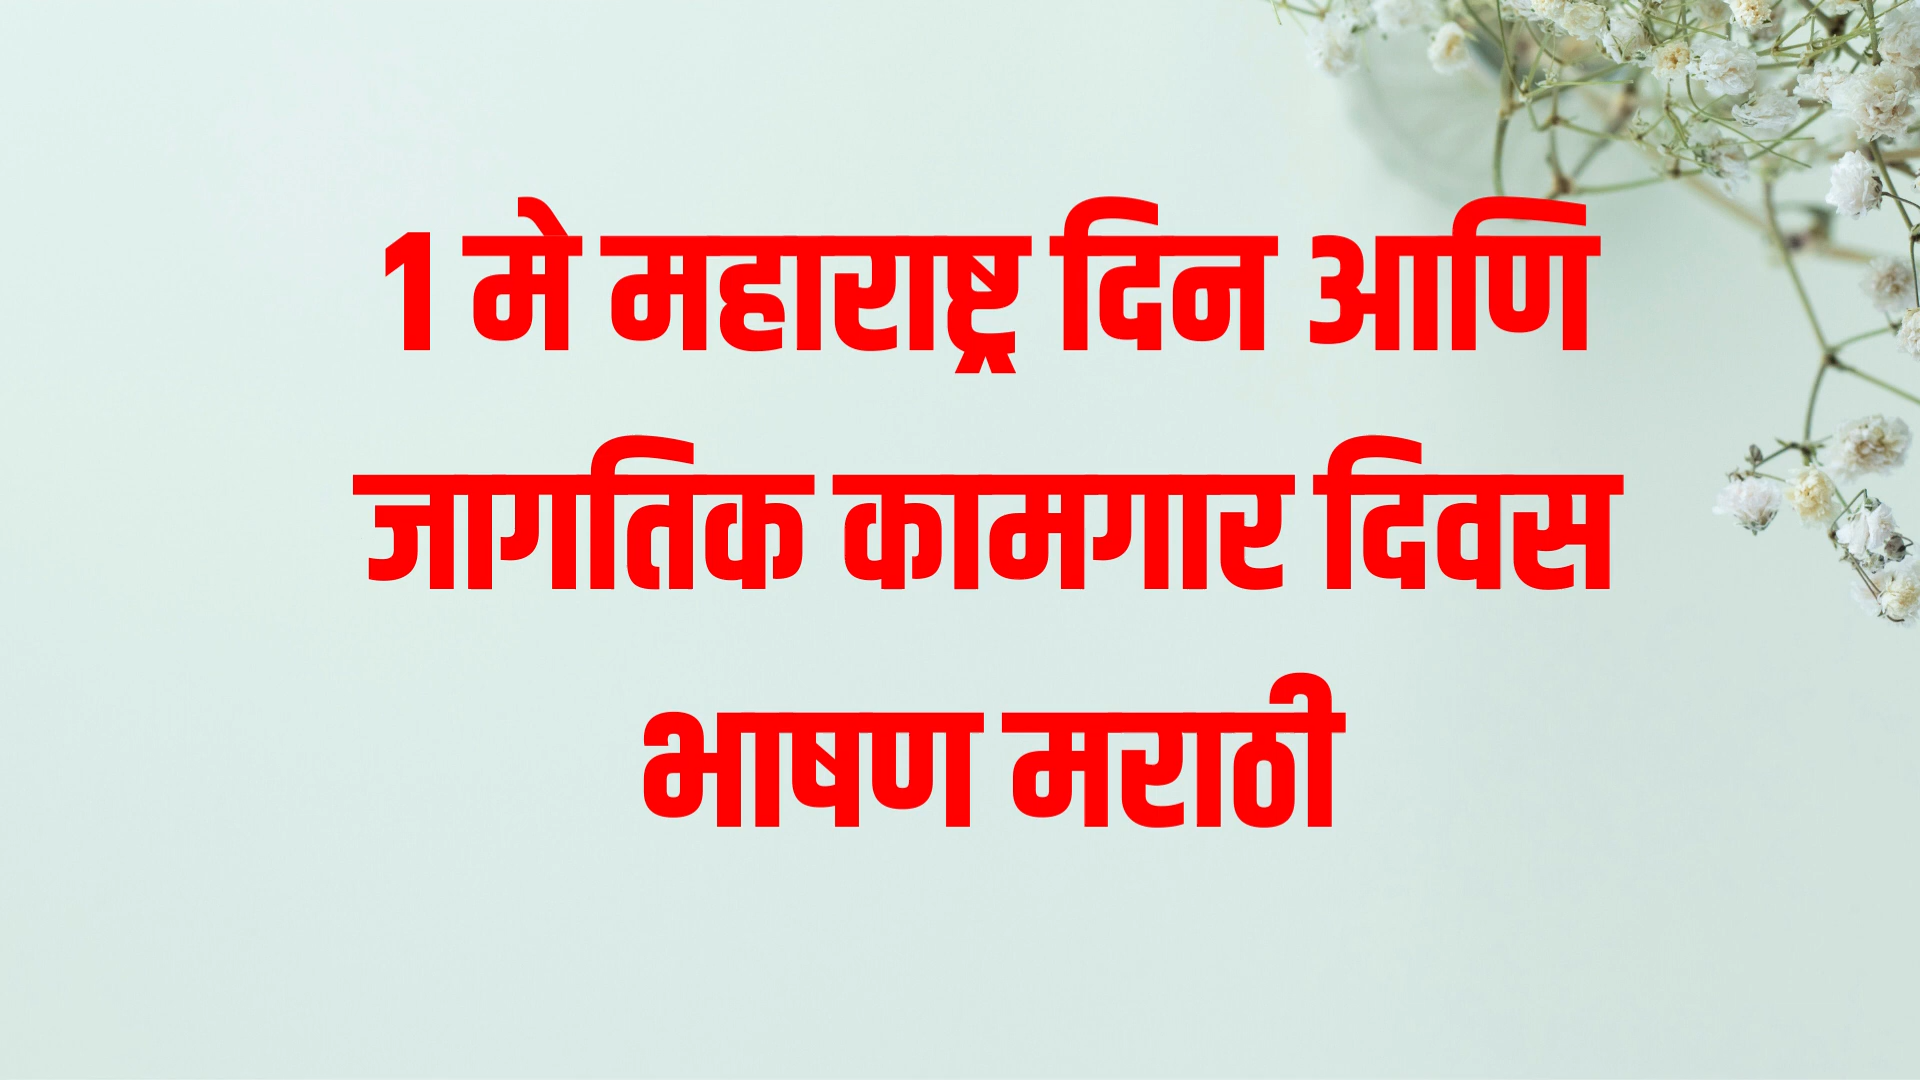 1 मे महाराष्ट्र दिन आणि
जागतिक कामगार दिवस
भाषण मराठी